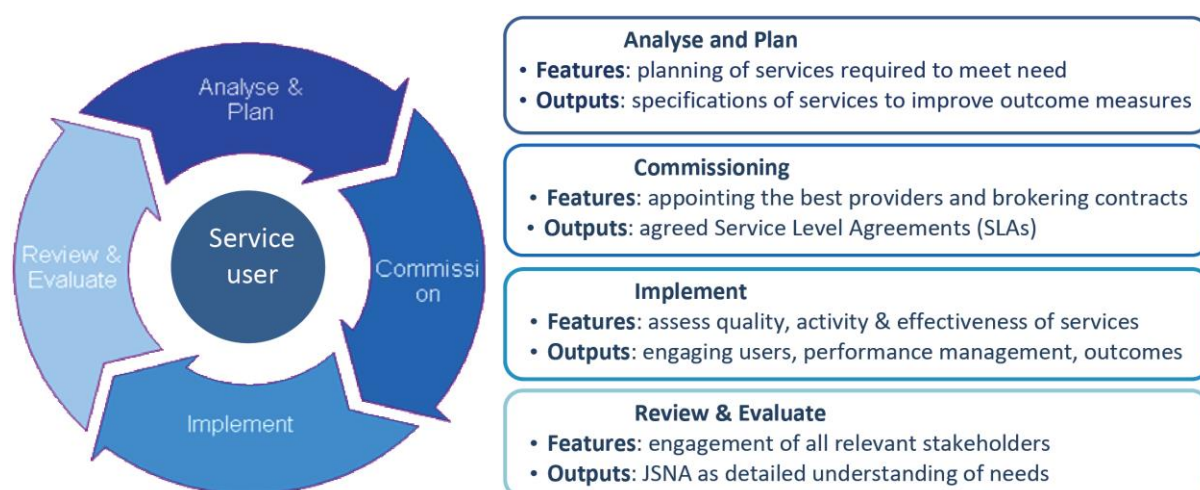 Analyse &
Plan
Commissi
on
Implement
Review &
Evaluate
Service
user
Analyse and Plan
• Features: planning of services required to meet need
• Outputs: specifications of services to improve outcome measures
Commissioning
• Features: appointing the best providers and brokering contracts
• Outputs: agreed Service Level Agreements (SLAs)
Implement
• Features: assess quality, activity & effectiveness of services
• Outputs: engaging users, performance management, outcomes
Review & Evaluate
• Features: engagement of all relevant stakeholders
• Outputs: JSNA as detailed understanding of needs